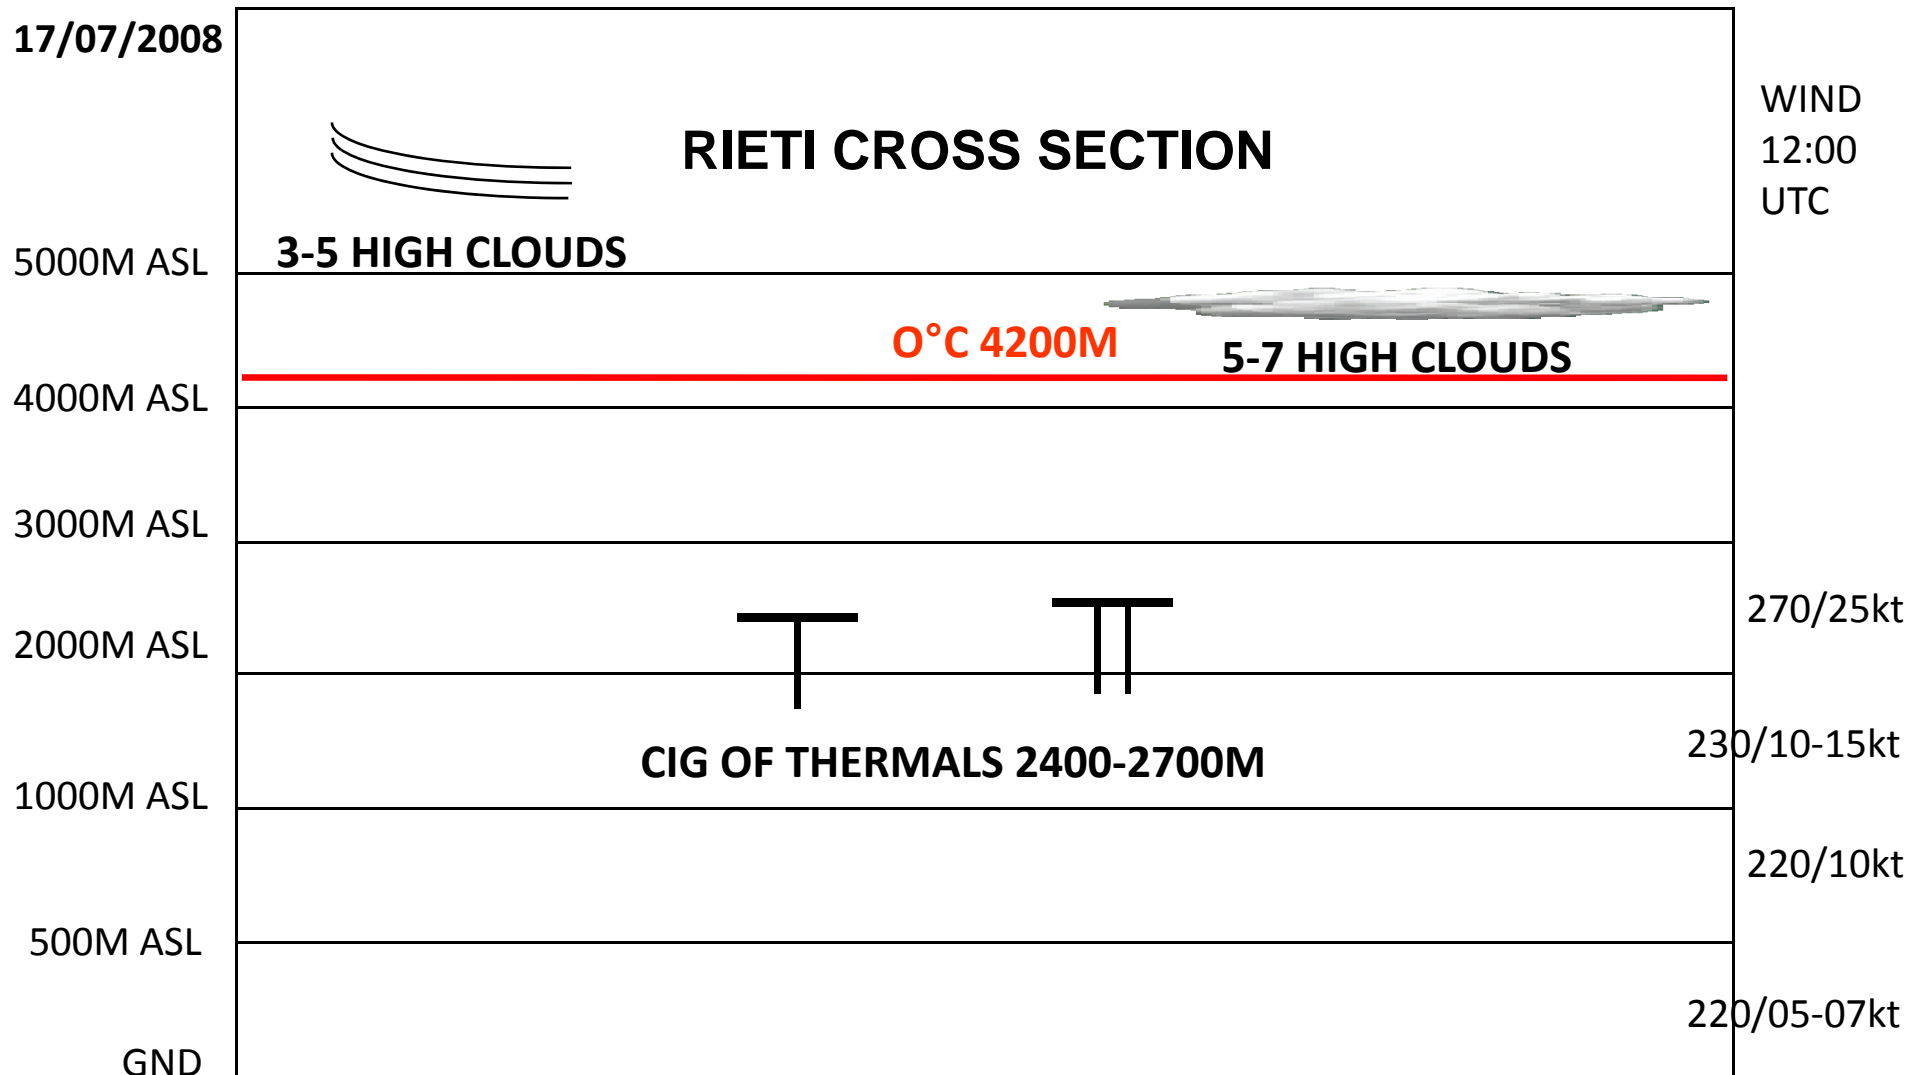 17/07/2008
WIND
12:00
UTC
RIETI CROSS SECTION
3-5 HIGH CLOUDS
5000M ASL
O°C 4200M
5-7 HIGH CLOUDS
4000M ASL
3000M ASL
270/25kt
2000M ASL
230/10-15kt
CIG OF THERMALS 2400-2700M
1000M ASL
220/10kt
500M ASL
220/05-07kt
GND